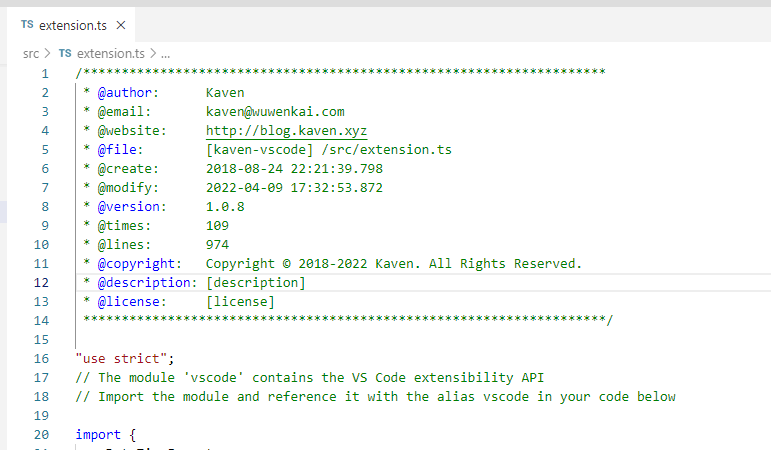 TS extension.ts ×
src > TS extension.ts > ...
1 /********************************************************************
2 * @author: Kaven
3 * @email: kaven@wuwenkai.com
4 * @website: http://blog.kaven.xyz
5 * @file: [kaven-vscode] /src/extension.ts
6 * @create: 2018-08-24 22:21:39.798
7 * @modify: 2022-04-09 17:32:53.872
8 * @version: 1.0.8
9 * @times: 109
10 * @lines: 974
11 * @copyright: Copyright © 2018-2022 Kaven. All Rights Reserved.
12 * @description: [description]
13 * @license: [license]
14 ********************************************************************/
15
16 "use strict";
17 // The module 'vscode' contains the VS Code extensibility API
18 // Import the module and reference it with the alias vscode in your code below
19
20 import {